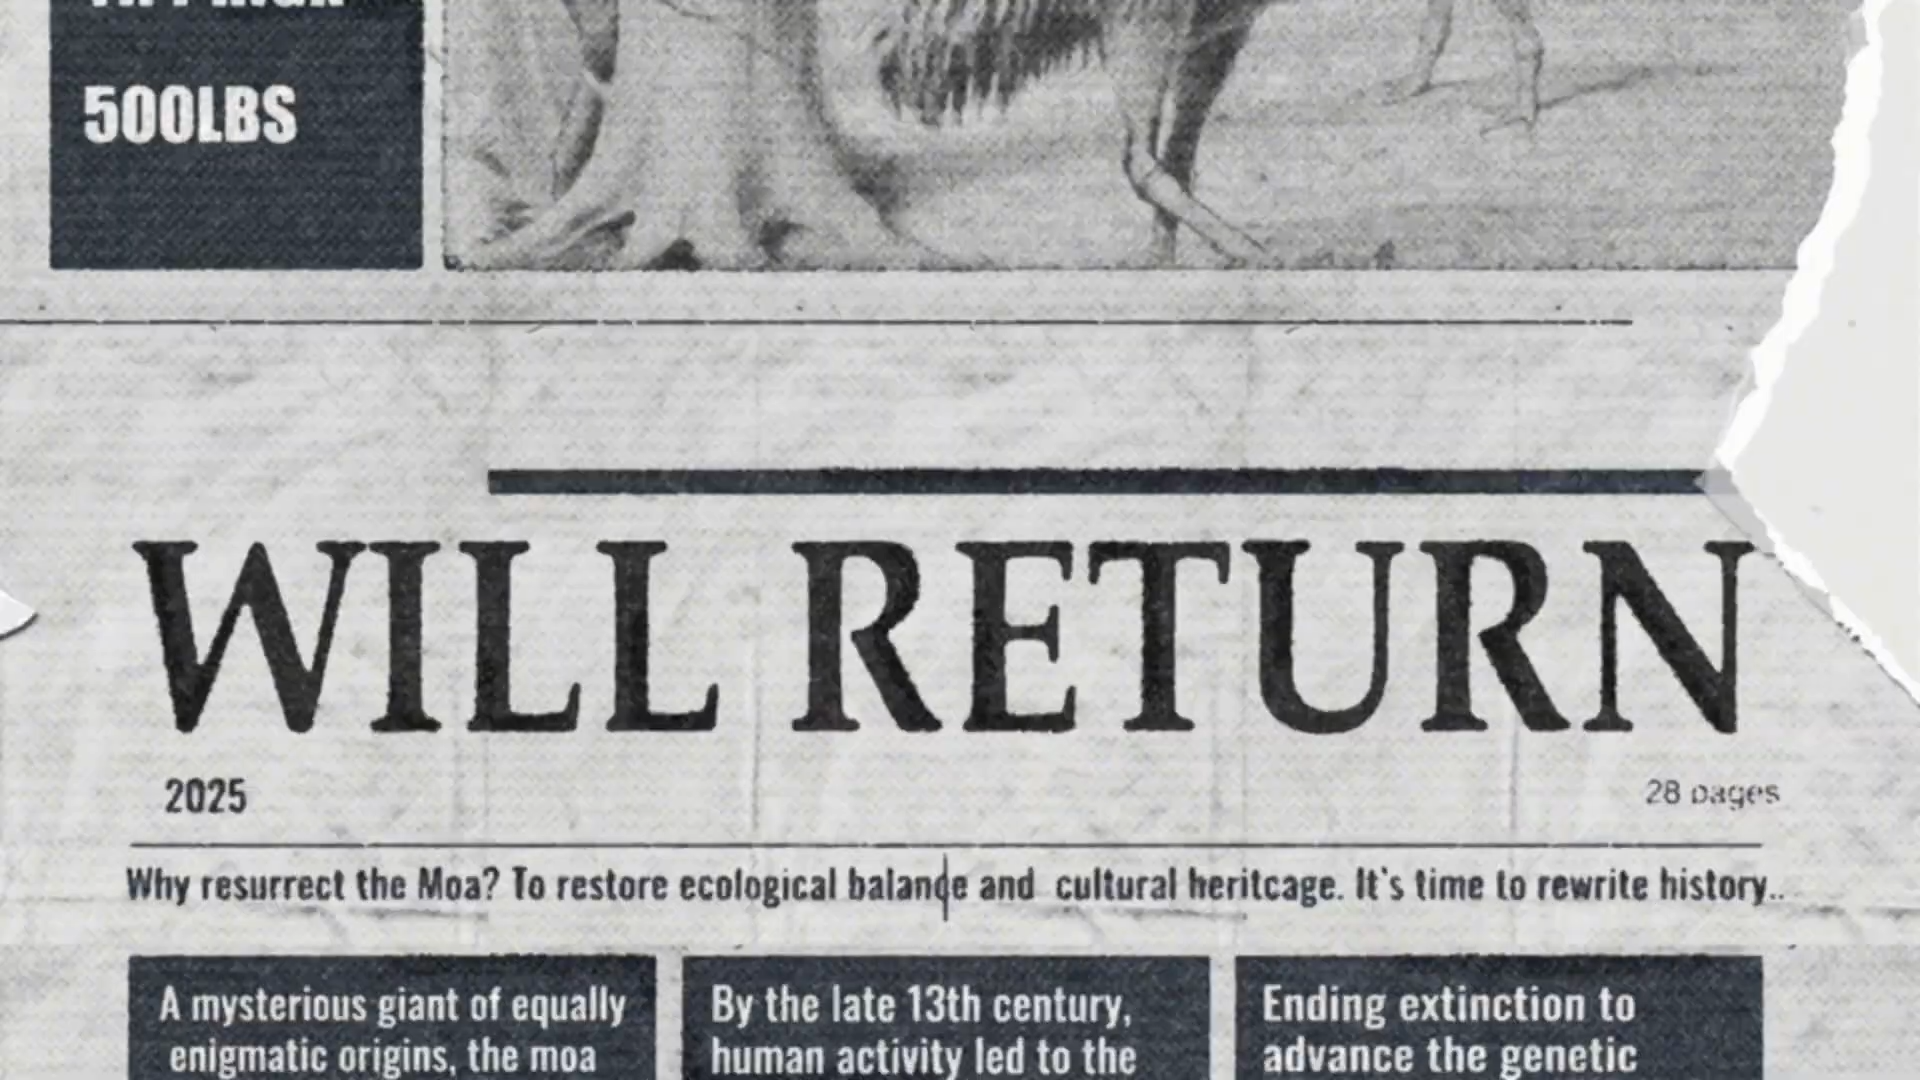 500LBS
WILL RETURN
2025
28 pages
Why resurrect the Moa? To restore ecological balance and cultural heritcage. It's time to rewrite history..
A mysterious giant of equally
enigmatic origins, the moa
By the late 13th century,
human activity led to the
Ending extinction to
advance the genetic